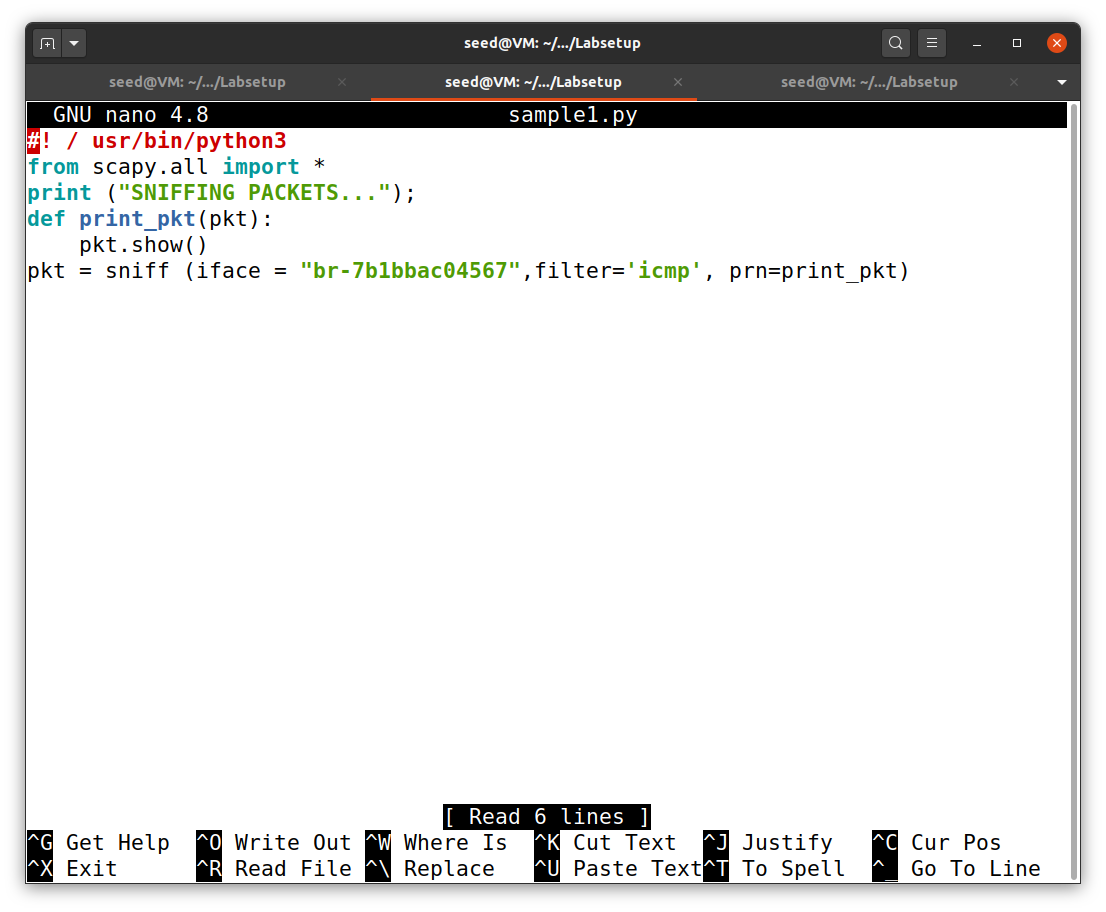 seed@VM: ~/.../Labsetup
seed@VM: ~/.../Labsetup seed@VM: ~/.../Labsetup seed@VM: ~/.../Labsetup
GNU nano 4.8 sample1.py
#! / usr/bin/python3
from scapy.all import *
print ("SNIFFING PACKETS...");
def print_pkt(pkt):
    pkt.show()
pkt = sniff (iface = "br-7b1bbac04567",filter='icmp', prn=print_pkt)
[ Read 6 lines ]
^G Get Help ^O Write Out ^W Where Is ^K Cut Text ^J Justify ^C Cur Pos
^X Exit ^R Read File ^\ Replace ^U Paste Text ^T To Spell ^_ Go To Line